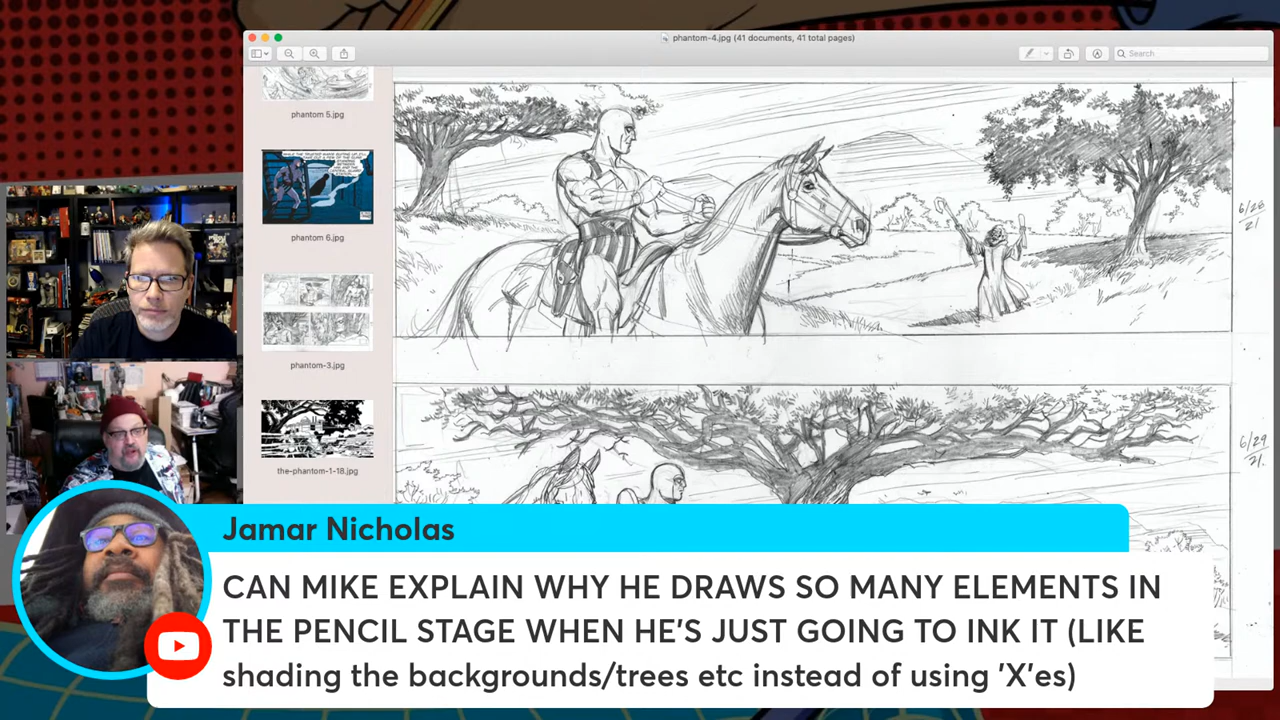 phantom-4.jpg (41 documents, 41 total pages)
Search
phantom 5.jpg
phantom 6.jpg
phantom-3.jpg
the-phantom-1-18.jpg
6/28
21
6/29
21.
Jamar Nicholas
CAN MIKE EXPLAIN WHY HE DRAWS SO MANY ELEMENTS IN
THE PENCIL STAGE WHEN HE'S JUST GOING TO INK IT (LIKE
shading the backgrounds/trees etc instead of using 'X'es)